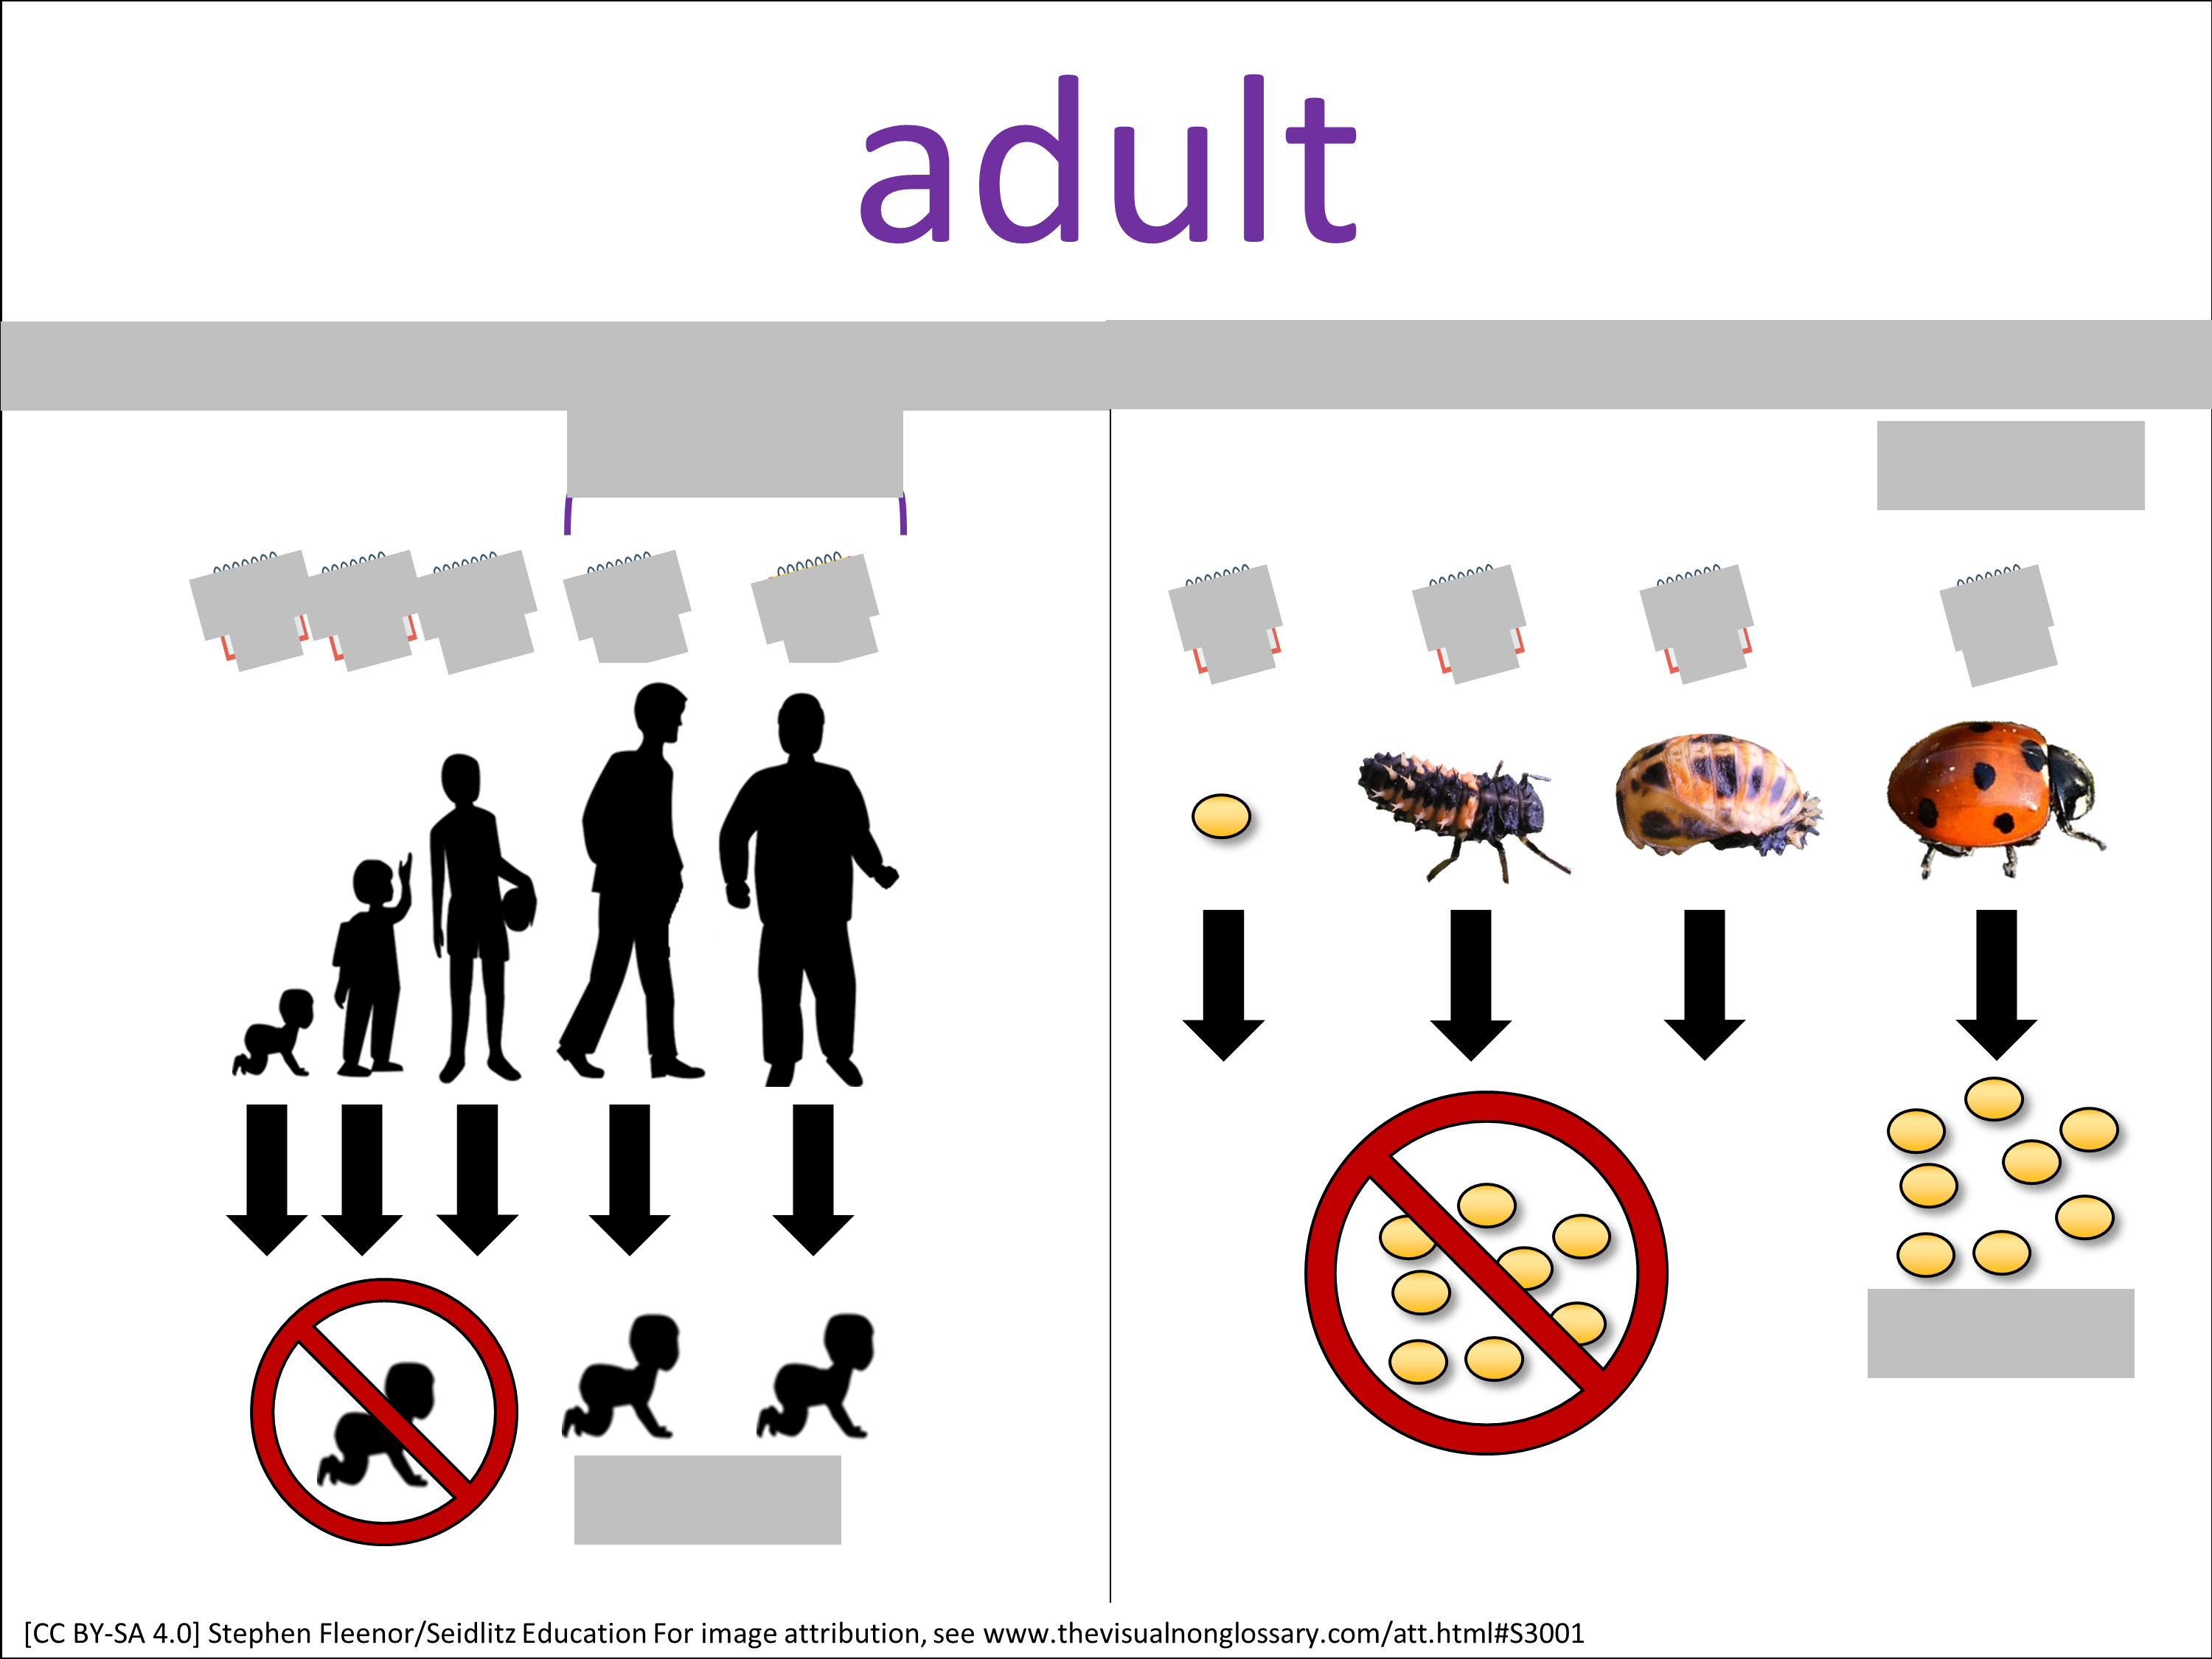 adult
[CC BY-SA 4.0] Stephen Fleenor/Seidlitz Education For image attribution, see www.thevisualnonglossary.com/att.html#S3001